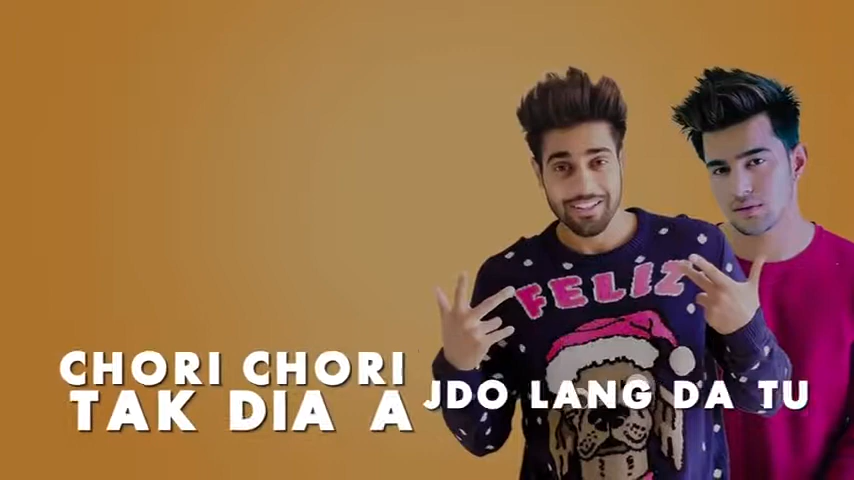 FELIZ
CHORI CHORI
TAK DIA A
JDO LANG DA TU